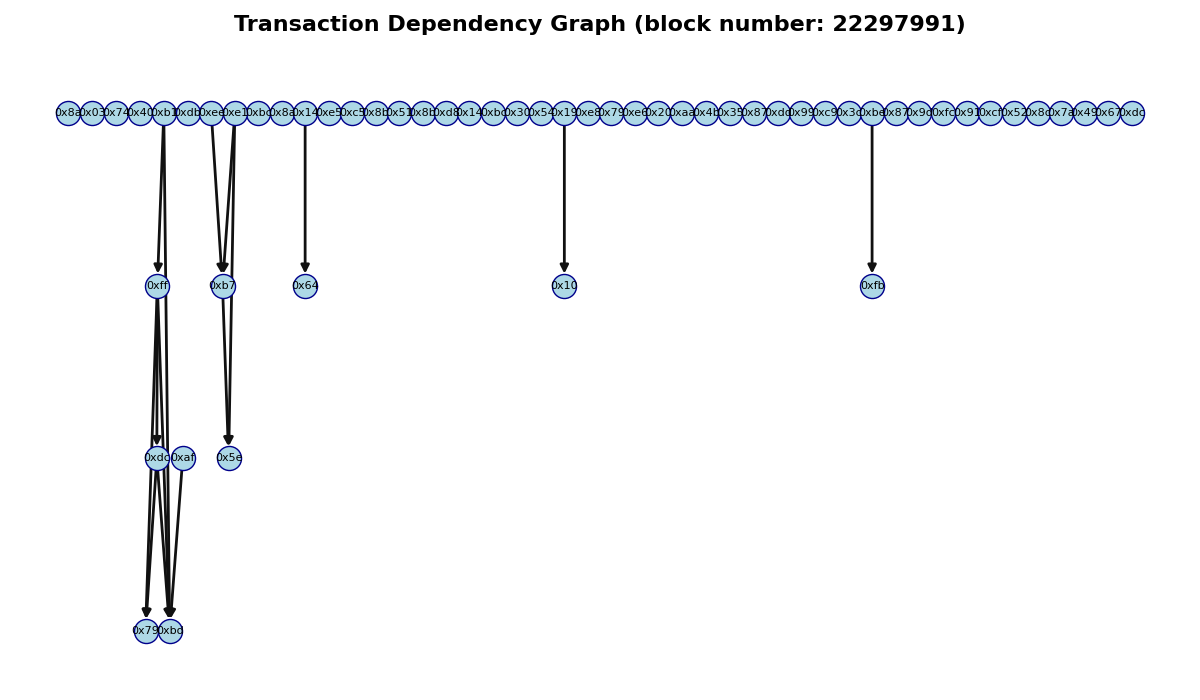 Transaction Dependency Graph (block number: 22297991)
0x8a 0x03 0x74 0x40 0xb1 0xdb 0xee 0xe1 0xbc 0x8a 0x14 0xe5 0xc5 0x8b 0x51 0x8b 0xd8 0x14 0xbc 0x30 0x54 0x19 0xe8 0x79 0xe6 0x20 0xaa 0x4b 0x35 0x87 0xdd 0x99 0xc9 0x3c 0xbe 0x87 0x9c 0xfc 0x91 0xcf 0x52 0x8c 0x7a 0x49 0x67 0xdc
0xff 0xb7 0x64 0x10 0xfb
0xaf 0x5e
0x79 0xbd